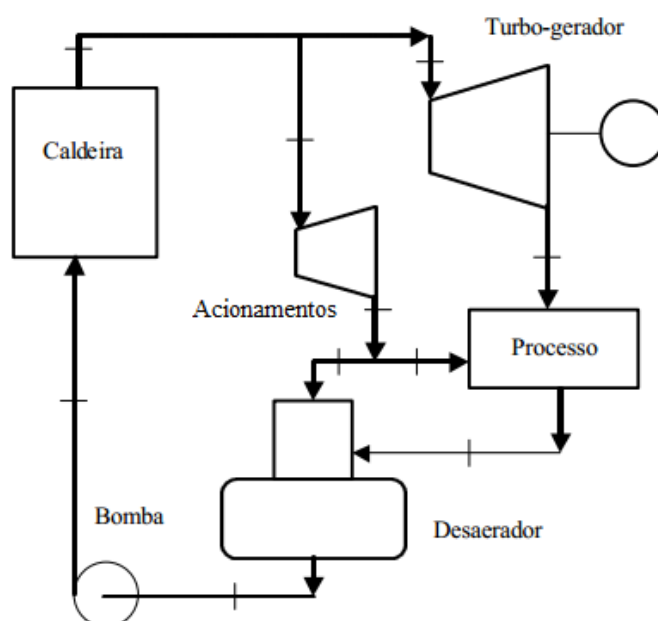 Turbo-gerador
Caldeira
Acionamentos
Processo
Bomba
Desaerador